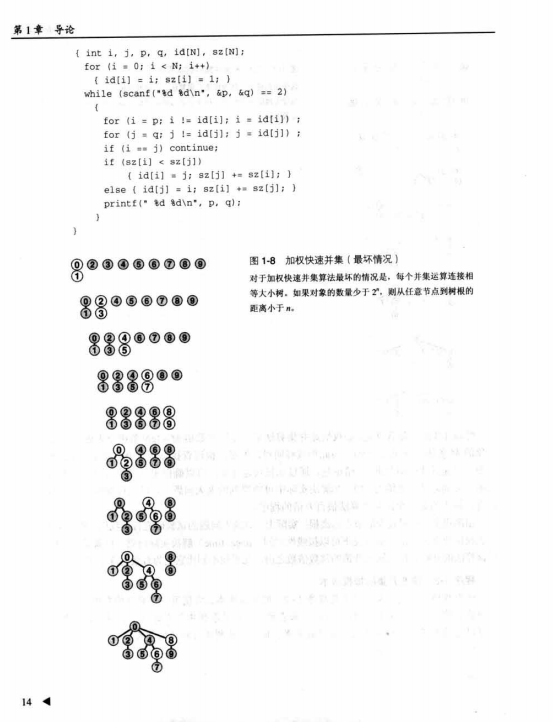 第 1 章 导论
{ int i, j, p, q, id[N], sz[N];
for (i = 0; i < N; i++)
{ id[i] = i; sz[i] = 1; }
while (scanf("%d %d\n", &p, &q) == 2)
{
for (i = p; i != id[i]; i = id[i]) ;
for (j = q; j != id[j]; j = id[j]) ;
if (i == j) continue;
if (sz[i] < sz[j])
{ id[i] = j; sz[j] += sz[i]; }
else { id[j] = i; sz[i] += sz[j]; }
printf(" %d %d\n", p, q);
}
}
图 1-8 加权快速并集（最坏情况）
对于加权快速并集算法最坏的情况是，每个并集运算连接相
等大小树。如果对象的数量少于 2ⁿ，则从任意节点到树根的
距离小于 n。
0 2 3 4 5 6 7 8 9
1
0 2 4 5 6 7 8 9
1 3
0 2 4 6 7 8 9
1 3 5
0 2 4 6 8 9
1 3 5 7
0 2 4 6 8
1 3 5 7 9
0 4 6 8
1 2 5 7 9
3
0 4 8
1 2 5 6 9
3 7
0 8
1 2 4 9
3 5 6
7
0
1 2 4 8
3 5 6 9
7
14 ◀